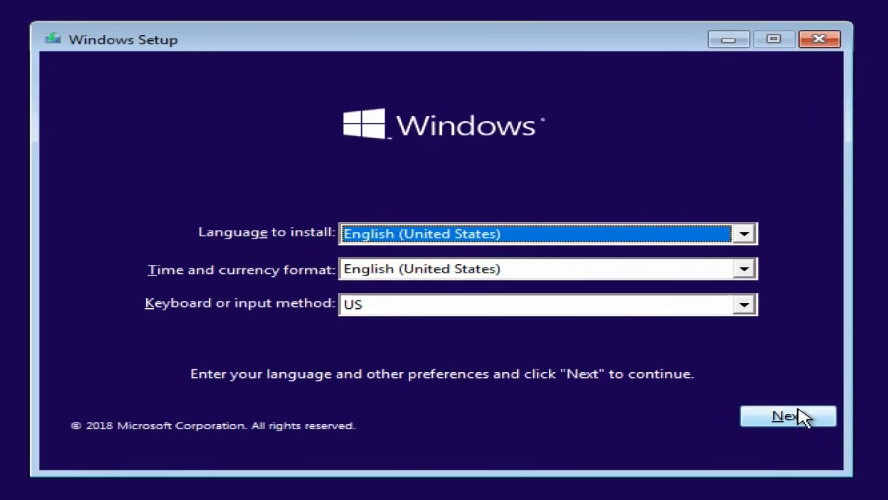 Windows Setup
Windows
Language to install: English (United States)
Time and currency format: English (United States)
Keyboard or input method: US
Enter your language and other preferences and click "Next" to continue.
Next
© 2018 Microsoft Corporation. All rights reserved.